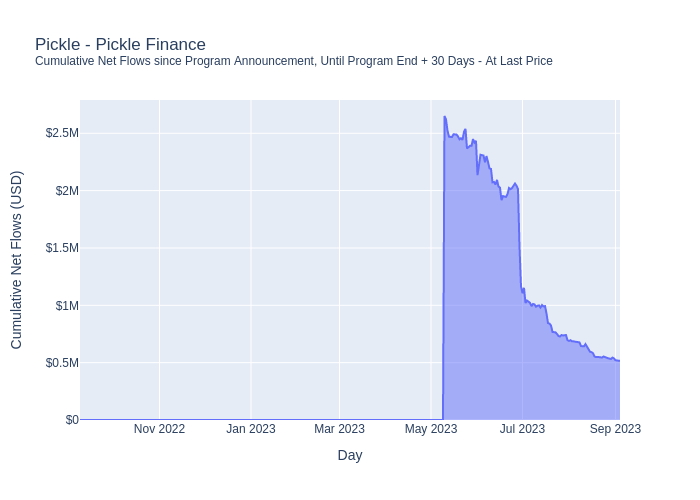 Pickle - Pickle Finance
Cumulative Net Flows since Program Announcement, Until Program End + 30 Days - At Last Price
Cumulative Net Flows (USD)
$2.5M
$2M
$1.5M
$1M
$0.5M
$0
Nov 2022 Jan 2023 Mar 2023 May 2023 Jul 2023 Sep 2023
Day